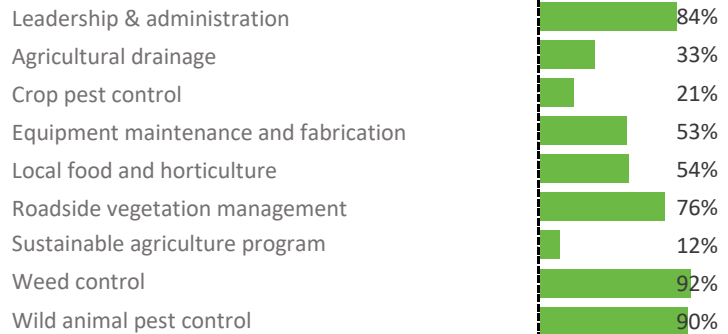 Leadership & administration 84%
Agricultural drainage 33%
Crop pest control 21%
Equipment maintenance and fabrication 53%
Local food and horticulture 54%
Roadside vegetation management 76%
Sustainable agriculture program 12%
Weed control 92%
Wild animal pest control 90%